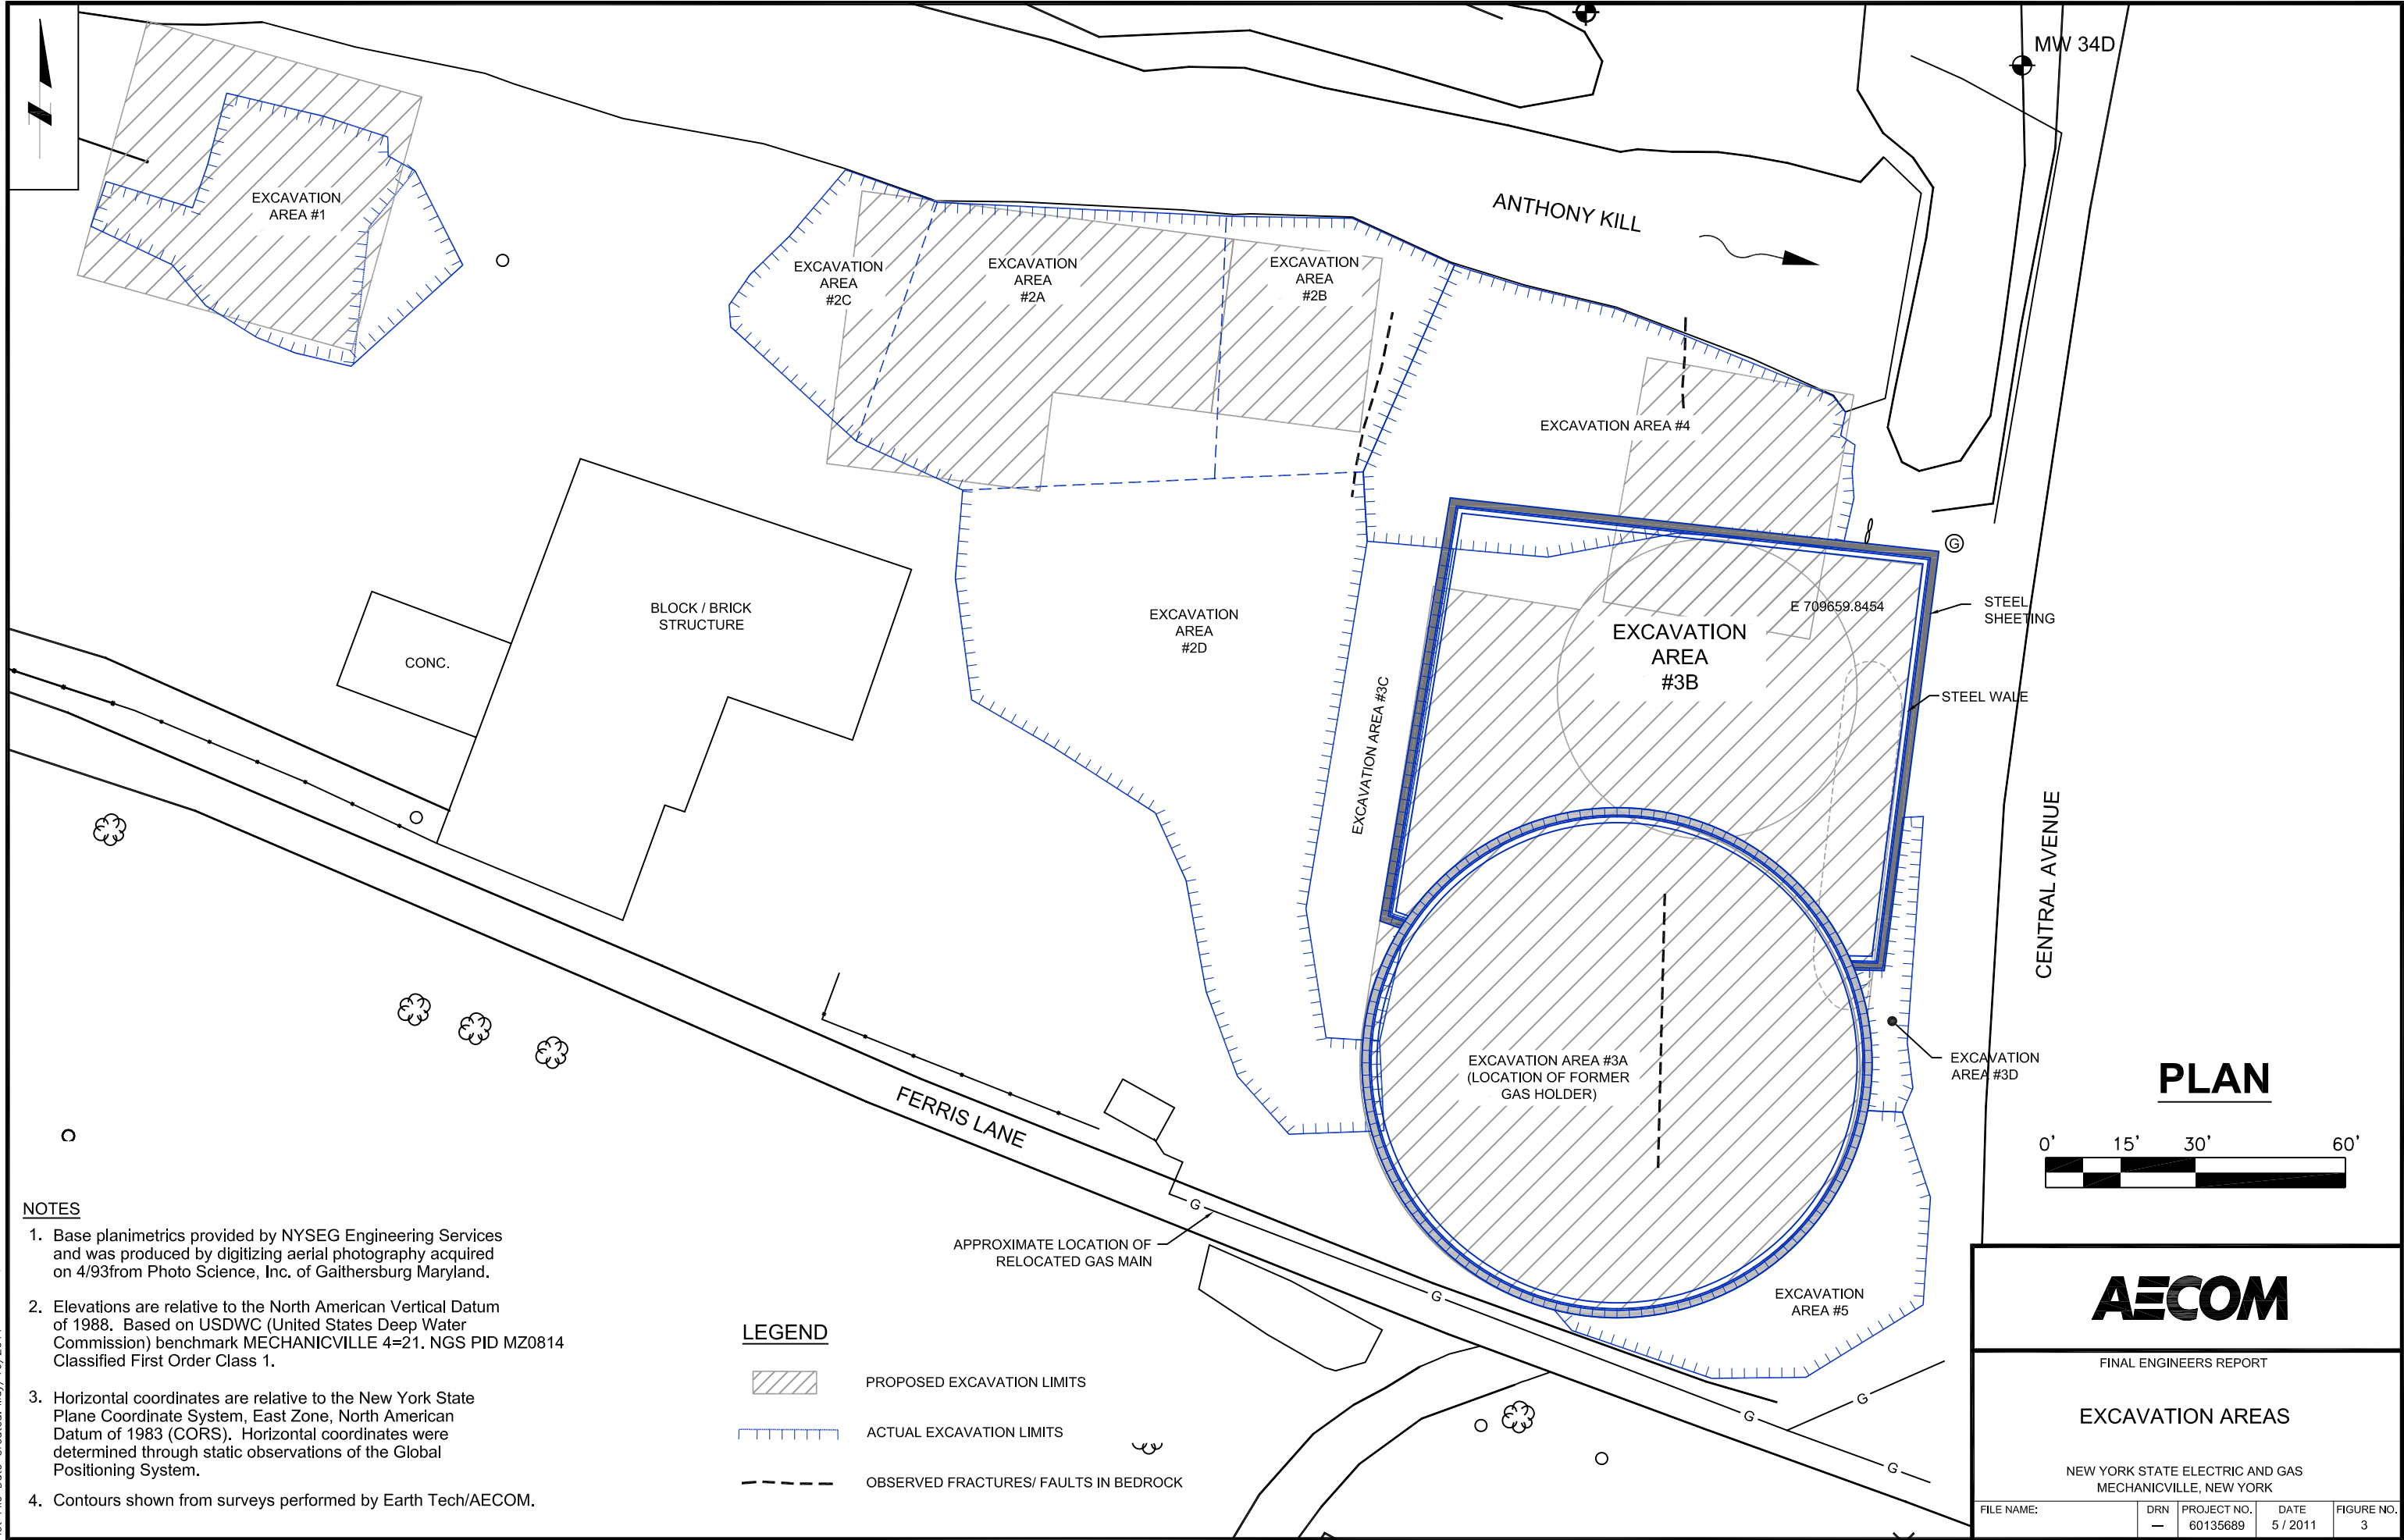 MW 34D
ANTHONY KILL
EXCAVATION
AREA #1
EXCAVATION
AREA
#2C
EXCAVATION
AREA
#2A
EXCAVATION
AREA
#2B
EXCAVATION AREA #4
G
BLOCK / BRICK
STRUCTURE
CONC.
EXCAVATION
AREA
#2D
EXCAVATION AREA #3C
E 709659.8454
EXCAVATION
AREA
#3B
STEEL
SHEETING
STEEL WALE
CENTRAL AVENUE
EXCAVATION AREA #3A
(LOCATION OF FORMER
GAS HOLDER)
EXCAVATION
AREA #3D
FERRIS LANE
G
APPROXIMATE LOCATION OF
RELOCATED GAS MAIN
G
EXCAVATION
AREA #5
G
G
G
PLAN
0' 15' 30' 60'
NOTES
1. Base planimetrics provided by NYSEG Engineering Services
and was produced by digitizing aerial photography acquired
on 4/93from Photo Science, Inc. of Gaithersburg Maryland.
2. Elevations are relative to the North American Vertical Datum
of 1988. Based on USDWC (United States Deep Water
Commission) benchmark MECHANICVILLE 4=21. NGS PID MZ0814
Classified First Order Class 1.
3. Horizontal coordinates are relative to the New York State
Plane Coordinate System, East Zone, North American
Datum of 1983 (CORS). Horizontal coordinates were
determined through static observations of the Global
Positioning System.
4. Contours shown from surveys performed by Earth Tech/AECOM.
LEGEND
PROPOSED EXCAVATION LIMITS
ACTUAL EXCAVATION LIMITS
OBSERVED FRACTURES/ FAULTS IN BEDROCK
AECOM
FINAL ENGINEERS REPORT
EXCAVATION AREAS
NEW YORK STATE ELECTRIC AND GAS
MECHANICVILLE, NEW YORK
FILE NAME: DRN PROJECT NO. DATE FIGURE NO.
— 60135689 5 / 2011 3